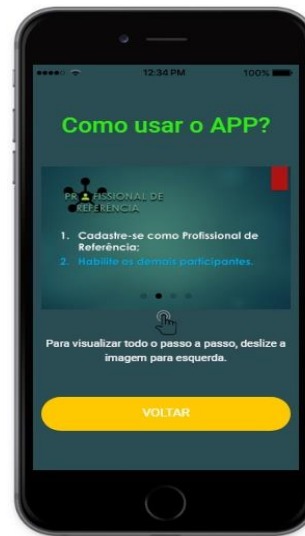 12:34 PM 100%
Como usar o APP?
PROFISSIONAL DE
REFERÊNCIA
1. Cadastre-se como Profissional de
Referência;
2. Habilite os demais participantes.
Para visualizar todo o passo a passo, deslize a
imagem para esquerda.
VOLTAR